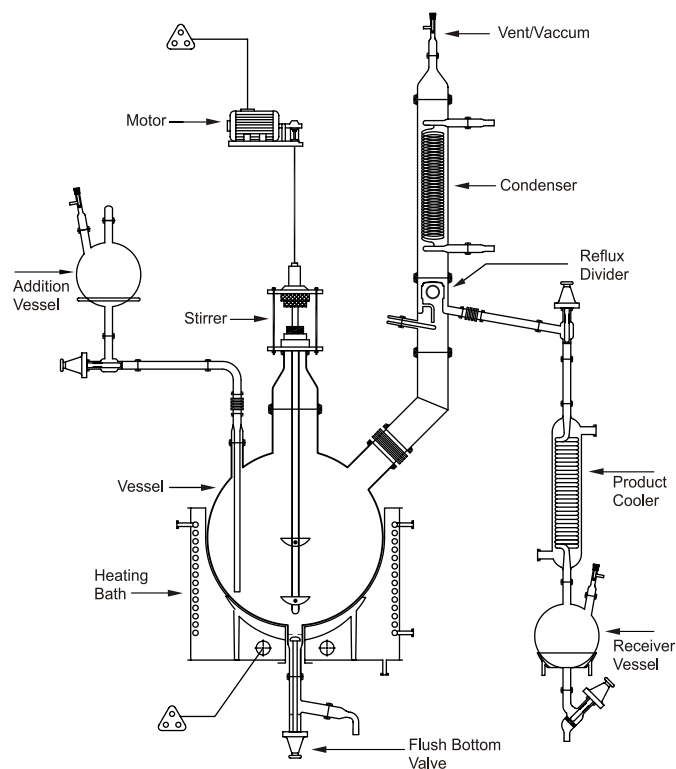 Vent/Vaccum
Motor
Condenser
Reflux
Divider
Addition
Vessel
Stirrer
Vessel
Product
Cooler
Heating
Bath
Receiver
Vessel
Flush Bottom
Valve